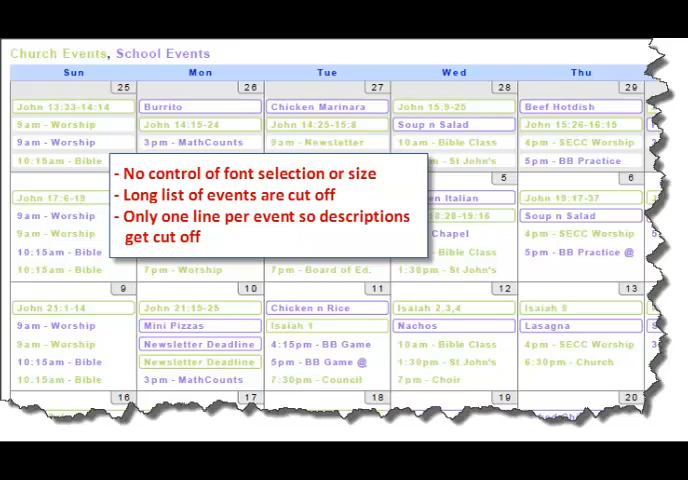 Church Events, School Events
Sun Mon Tue Wed Thu
25 26 27 28 29
John 13:33-14:14 Burrito Chicken Marinara John 15:9-25 Beef Hotdish
9am - Worship John 14:15-24 John 14:25-15:8 Soup n Salad John 15:26-16:15
9am - Worship 3pm - MathCounts 9am - Newsletter 10am - Bible Class 4pm - SECC Worship
10:15am - Bible - St John's 5pm - BB Practice
- No control of font selection or size
- Long list of events are cut off
- Only one line per event so descriptions
get cut off
5 6
John 17:6-19 Italian John 19:17-37
9am - Worship 18:28-19:16 Soup n Salad
9am - Worship Chapel 4pm - SECC Worship
10:15am - Bible Bible Class 5pm - BB Practice @
10:15am - Bible 7pm - Worship 7pm - Board of Ed. 1:30pm - St John's
9 10 11 12 13
John 21:1-14 John 21:15-25 Chicken n Rice Isaiah 2,3,4 Isaiah 5
9am - Worship Mini Pizzas Isaiah 1 Nachos Lasagna
9am - Worship Newsletter Deadline 4:15pm - BB Game 10am - Bible Class 4pm - SECC Worship
10:15am - Bible Newsletter Deadline 5pm - BB Game @ 1:30pm - St John's 6:30pm - Church
10:15am - Bible 3pm - MathCounts 7:30pm - Council 7pm - Choir
16 17 18 19 20